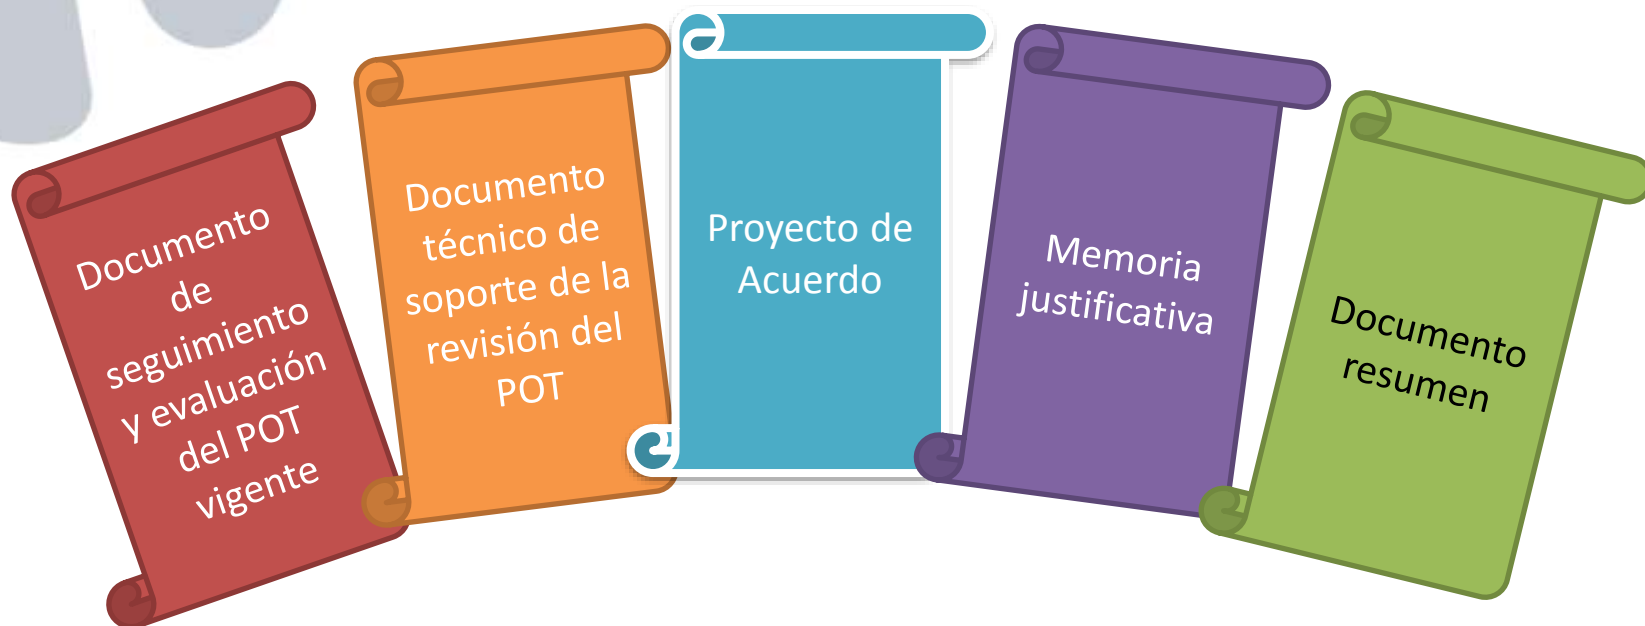 Documento
de
seguimiento
y evaluación
del POT
vigente
Documento
técnico de
soporte de la
revisión del
POT
Proyecto de
Acuerdo
Memoria
justificativa
Documento
resumen